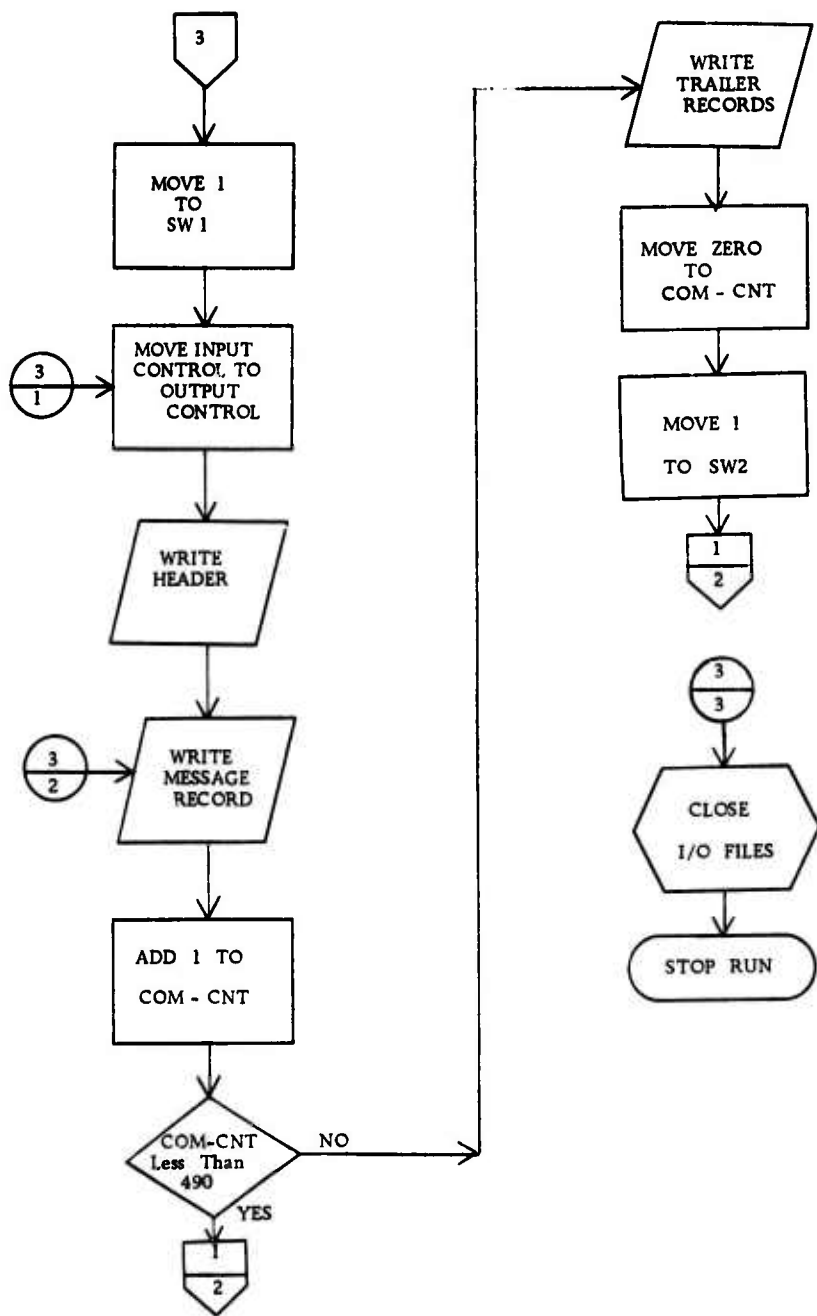 3
MOVE 1
TO
SW 1
3
1
MOVE INPUT
CONTROL TO
OUTPUT
CONTROL
WRITE
HEADER
3
2
WRITE
MESSAGE
RECORD
ADD 1 TO
COM - CNT
COM-CNT
Less Than
490
NO
YES
1
2
WRITE
TRAILER
RECORDS
MOVE ZERO
TO
COM - CNT
MOVE 1
TO SW2
1
2
3
3
CLOSE
I/O FILES
STOP RUN